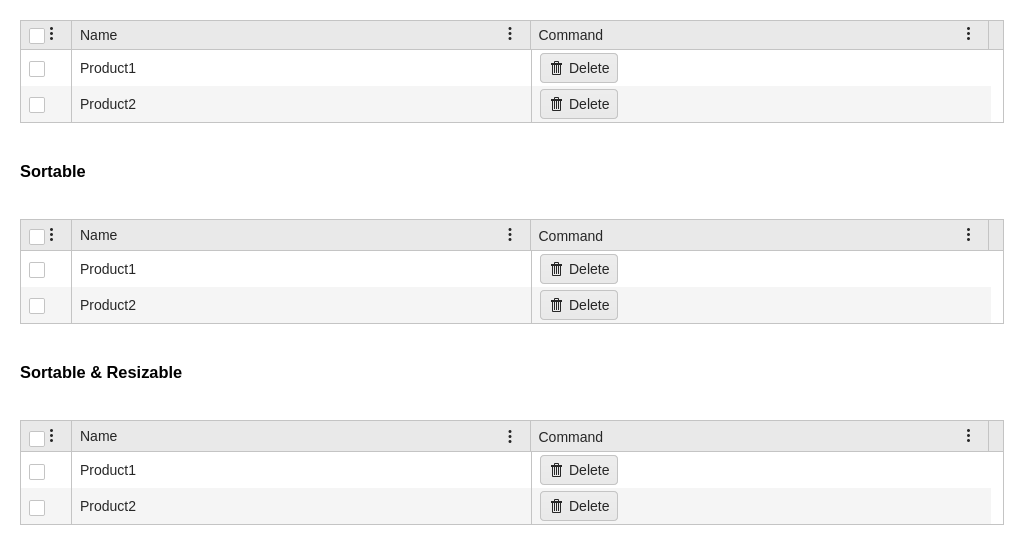 Name Command
Product1 Delete
Product2 Delete
Sortable
Name Command
Product1 Delete
Product2 Delete
Sortable & Resizable
Name Command
Product1 Delete
Product2 Delete